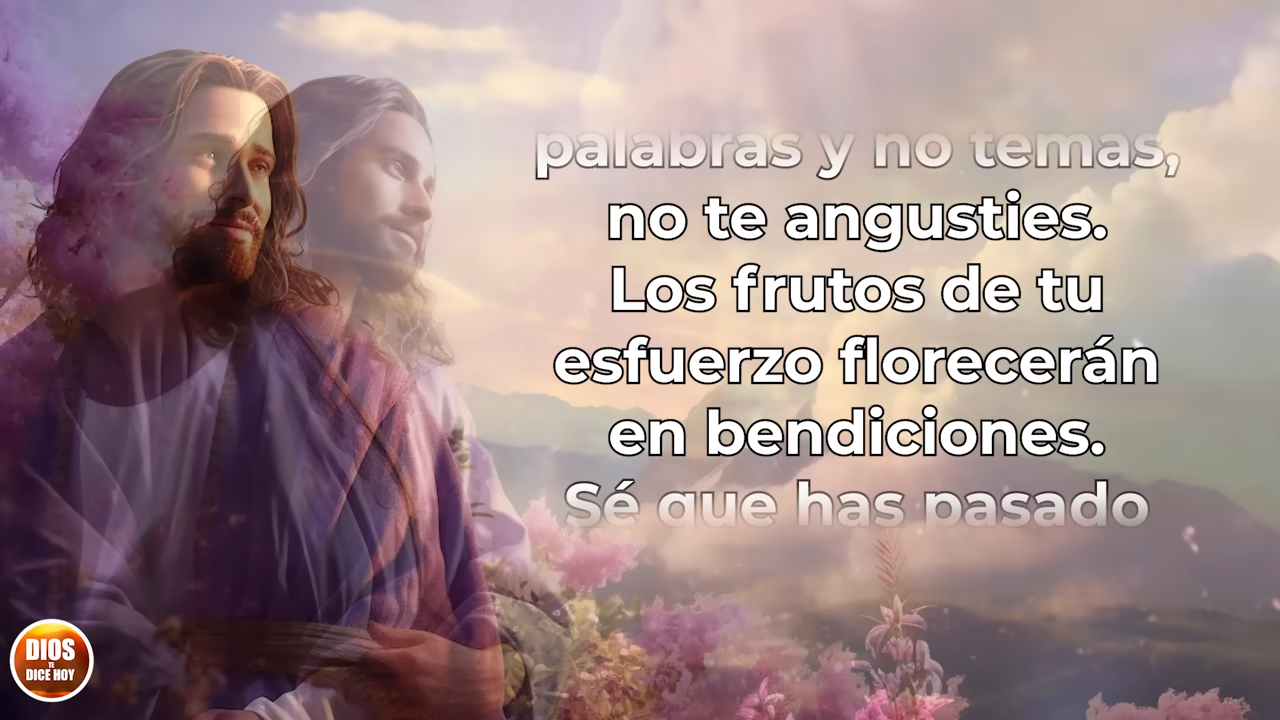 palabras y no temas,
no te angusties.
Los frutos de tu
esfuerzo florecerán
en bendiciones.
Sé que has pasado
DIOS
TE
DICE HOY